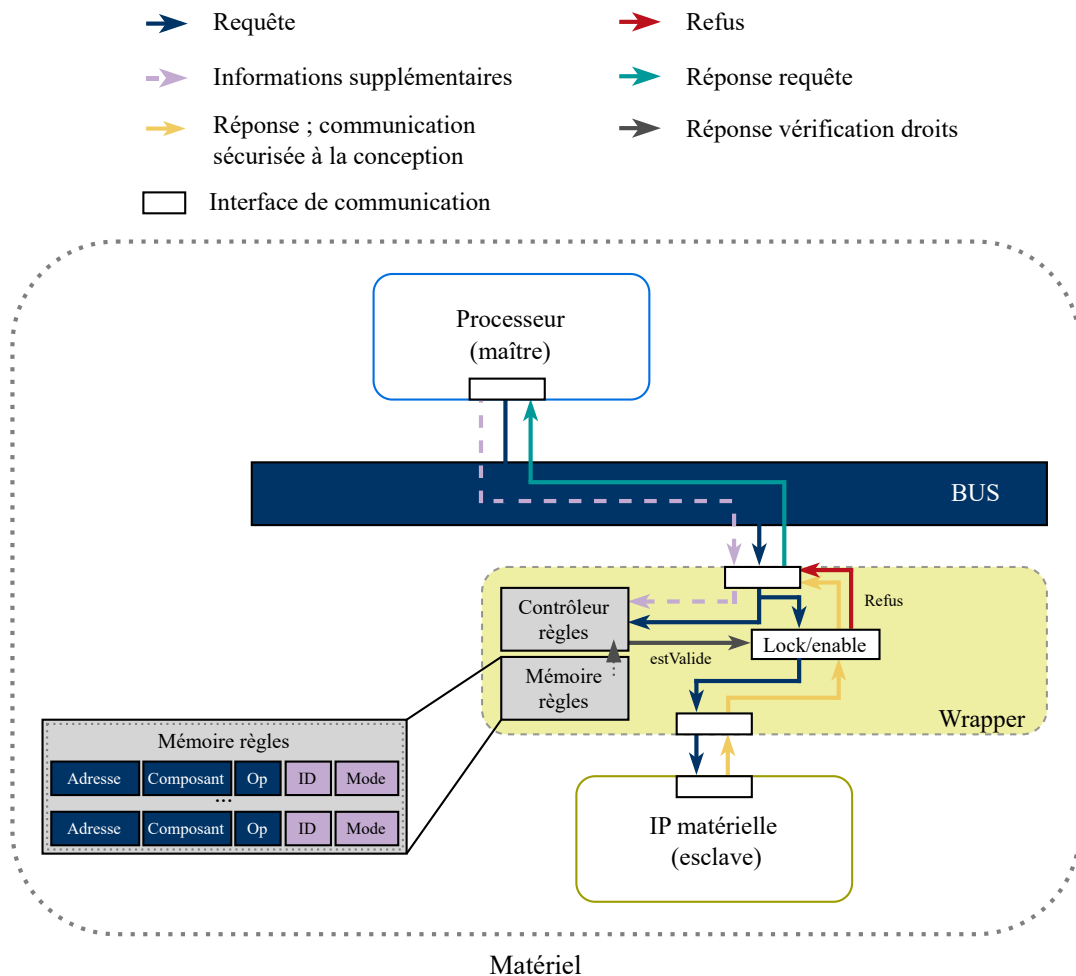 Requête
Refus
Informations supplémentaires
Réponse requête
Réponse ; communication
sécurisée à la conception
Réponse vérification droits
Interface de communication
Processeur
(maître)
BUS
Contrôleur
règles
Refus
Lock/enable
estValide
Mémoire
règles
Wrapper
Mémoire règles
Adresse Composant Op ID Mode
...
Adresse Composant Op ID Mode
IP matérielle
(esclave)
Matériel